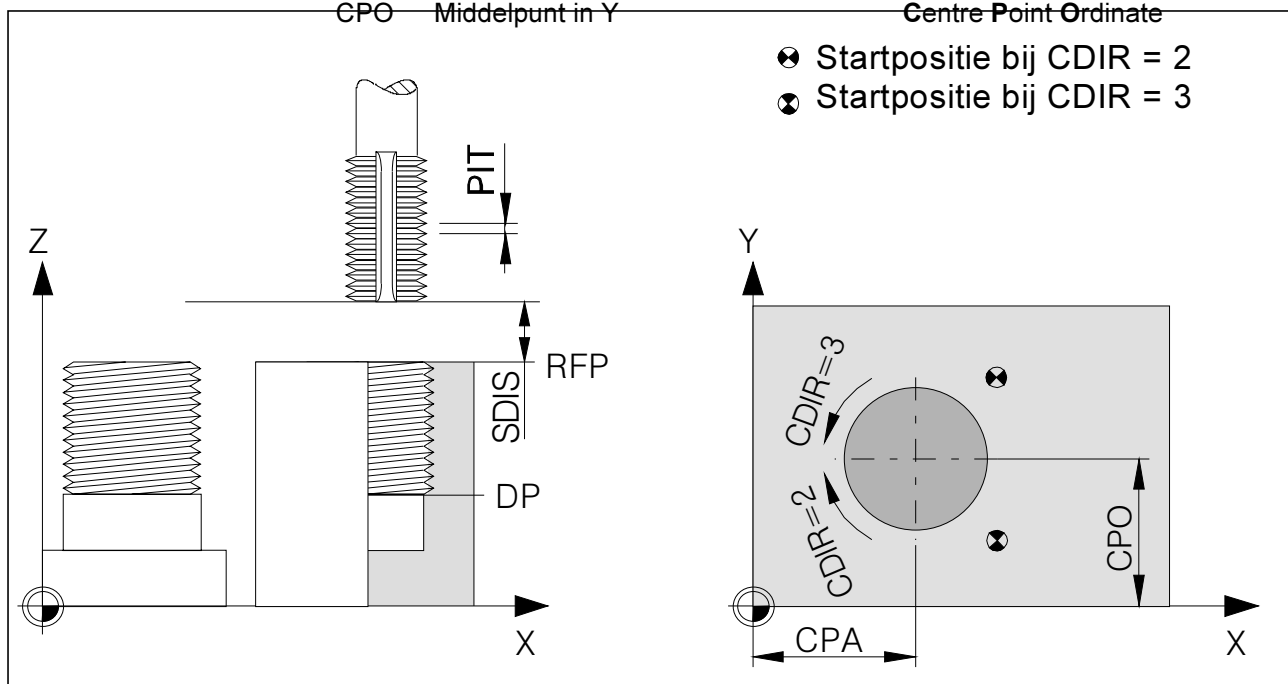 CPO Middelpunt in Y Centre Point Ordinate
Startpositie bij CDIR = 2
Startpositie bij CDIR = 3
PIT
Z
RFP
SDIS
DP
X
Y
CDIR=3
CDIR=2
CPO
CPA
X